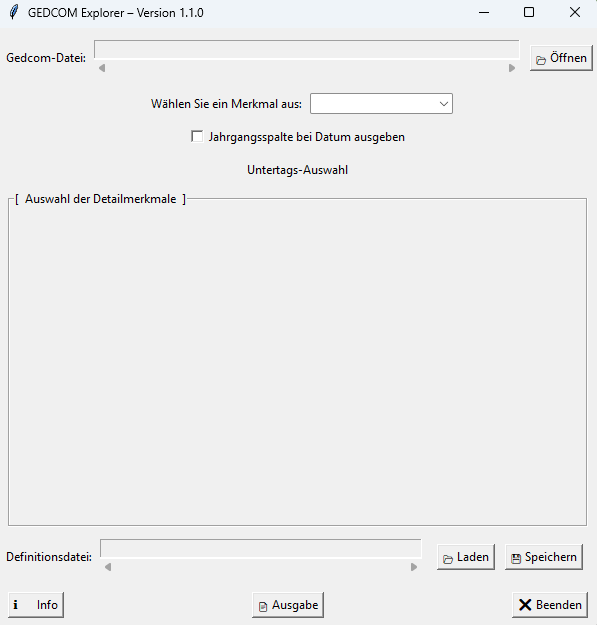 GEDCOM Explorer – Version 1.1.0
Gedcom-Datei:
Öffnen
Wählen Sie ein Merkmal aus:
Jahrgangsspalte bei Datum ausgeben
Untertags-Auswahl
[ Auswahl der Detailmerkmale ]
Definitionsdatei:
Laden
Speichern
i Info
Ausgabe
Beenden